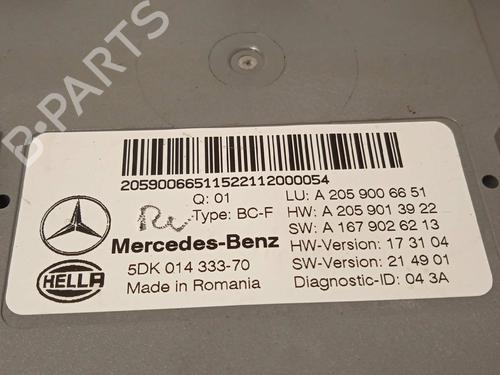 B-PARTS
20590066511522112000054
Q: 01
Type: BC-F
Mercedes-Benz
5DK 014 333-70
HELLA
Made in Romania
LU: A 205 900 66 51
HW: A 205 901 39 22
SW: A 167 902 62 13
HW-Version: 17 31 04
SW-Version: 21 49 01
Diagnostic-ID: 04 3A